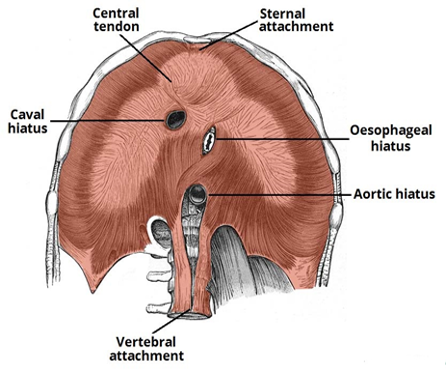 Central
tendon
Sternal
attachment
Caval
hiatus
Oesophageal
hiatus
Aortic hiatus
Vertebral
attachment